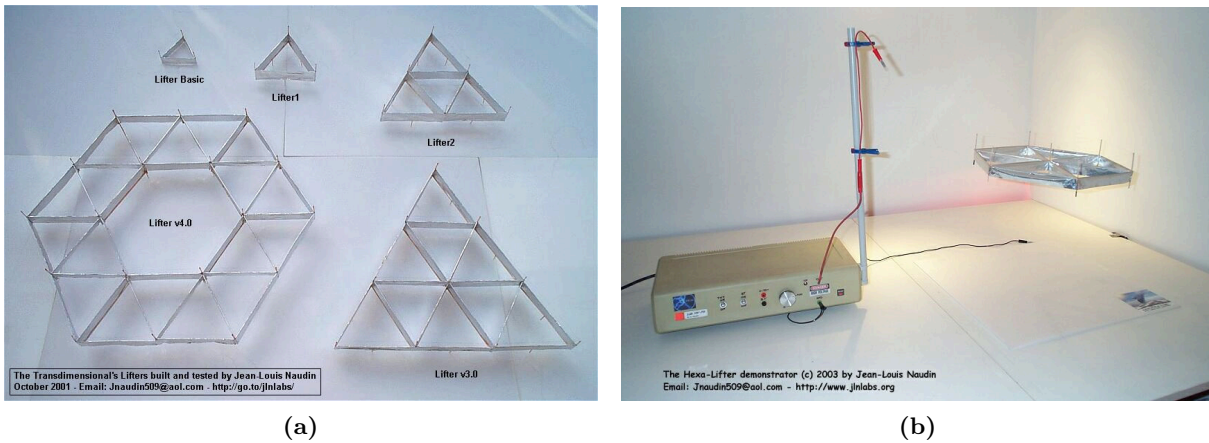 Lifter Basic
Lifter1
Lifter2
Lifter v4.0
Lifter v3.0
The Transdimensional's Lifters built and tested by Jean-Louis Naudin
October 2001 - Email: Jnaudin509@aol.com - http://go.to/jlnlabs/
The Hexa-Lifter demonstrator (c) 2003 by Jean-Louis Naudin
Email: Jnaudin509@aol.com - http://www.jlnlabs.org
(a)
(b)